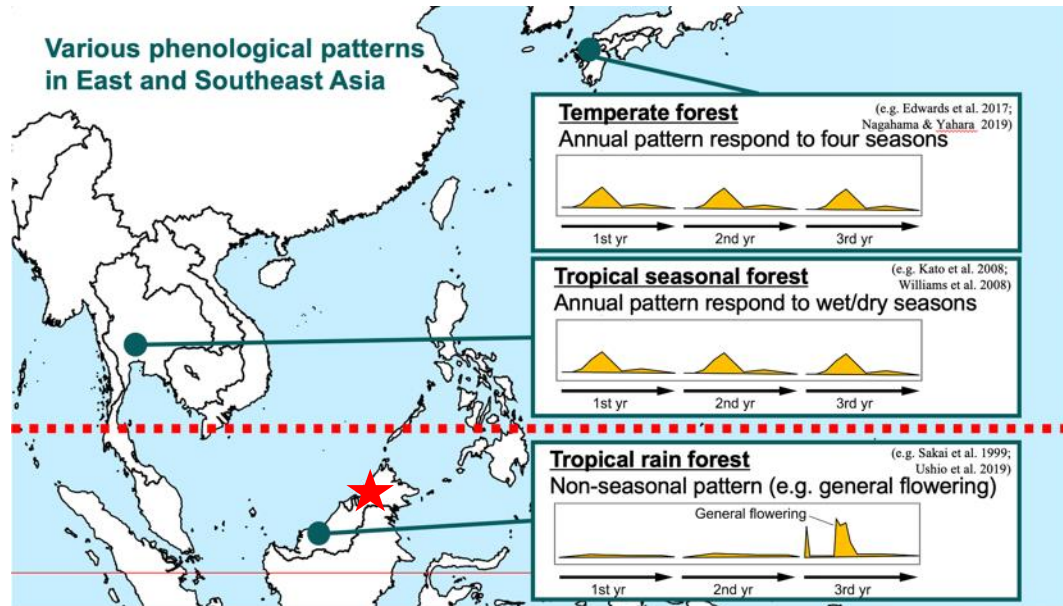 Various phenological patterns
in East and Southeast Asia
Temperate forest
(e.g. Edwards et al. 2017;
Nagahama & Yahara 2019)
Annual pattern respond to four seasons
1st yr 2nd yr 3rd yr
Tropical seasonal forest
(e.g. Kato et al. 2008;
Williams et al. 2008)
Annual pattern respond to wet/dry seasons
1st yr 2nd yr 3rd yr
Tropical rain forest
(e.g. Sakai et al. 1999;
Ushio et al. 2019)
Non-seasonal pattern (e.g. general flowering)
General flowering
1st yr 2nd yr 3rd yr